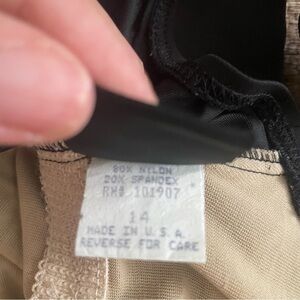 80% NYLON
20% SPANDEX
RN# 101907
14
MADE IN U.S.A
REVERSE FOR CARE